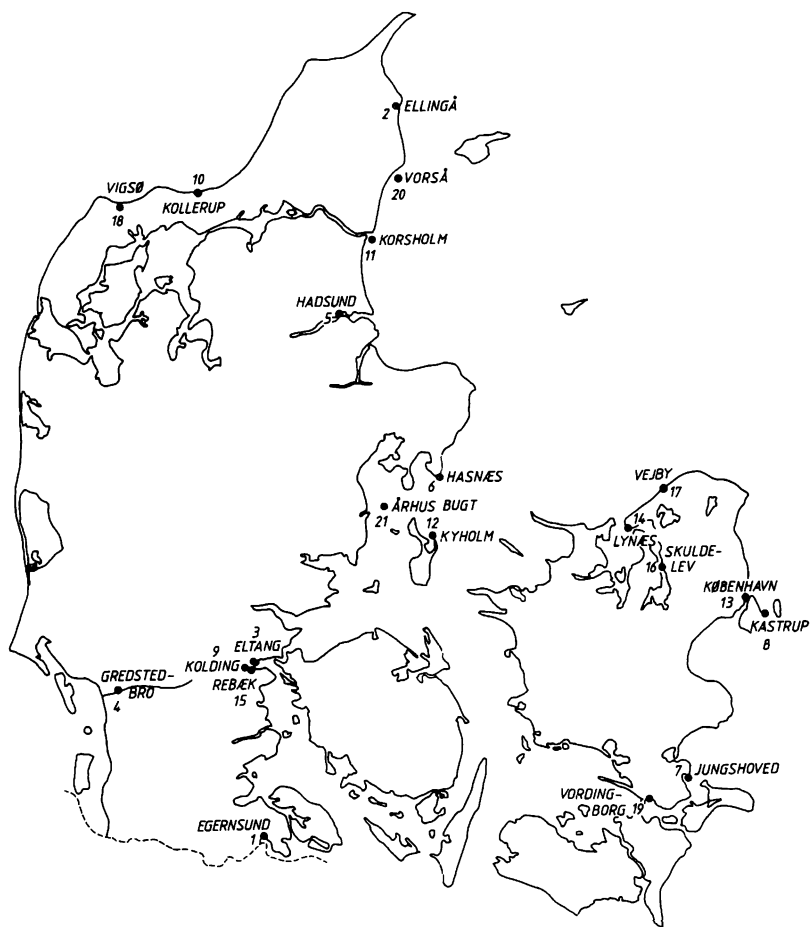 2 ELLINGÅ
10
VIGSØ
KOLLERUP
18
VORSÅ
20
KORSHOLM
11
HADSUND
5
HASNÆS
6
ÅRHUS BUGT
21
12
KYHOLM
VEJBY
17
14
LYNÆS
SKULDE-
16 LEV
KØBENHAVN
13
KASTRUP
8
3
ELTANG
9
KOLDING
REBÆK
15
GREDSTED-
BRO
4
7 JUNGSHOVED
VORDING-
BORG 19
EGERNSUND
1